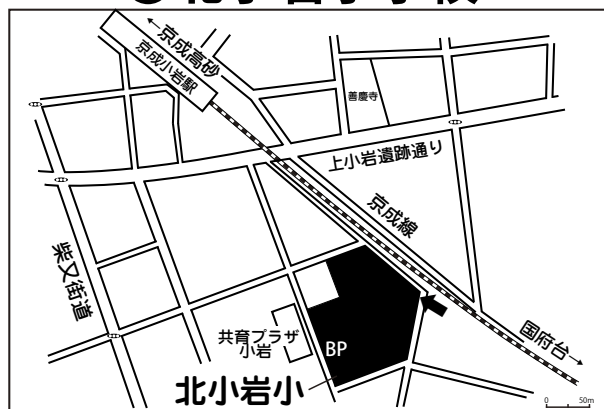 ←京成高砂
京成小岩駅
善慶寺
上小岩遺跡通り
京成線
柴又街道
共育プラザ
小岩
BP
国府台→
北小岩小
0 50m